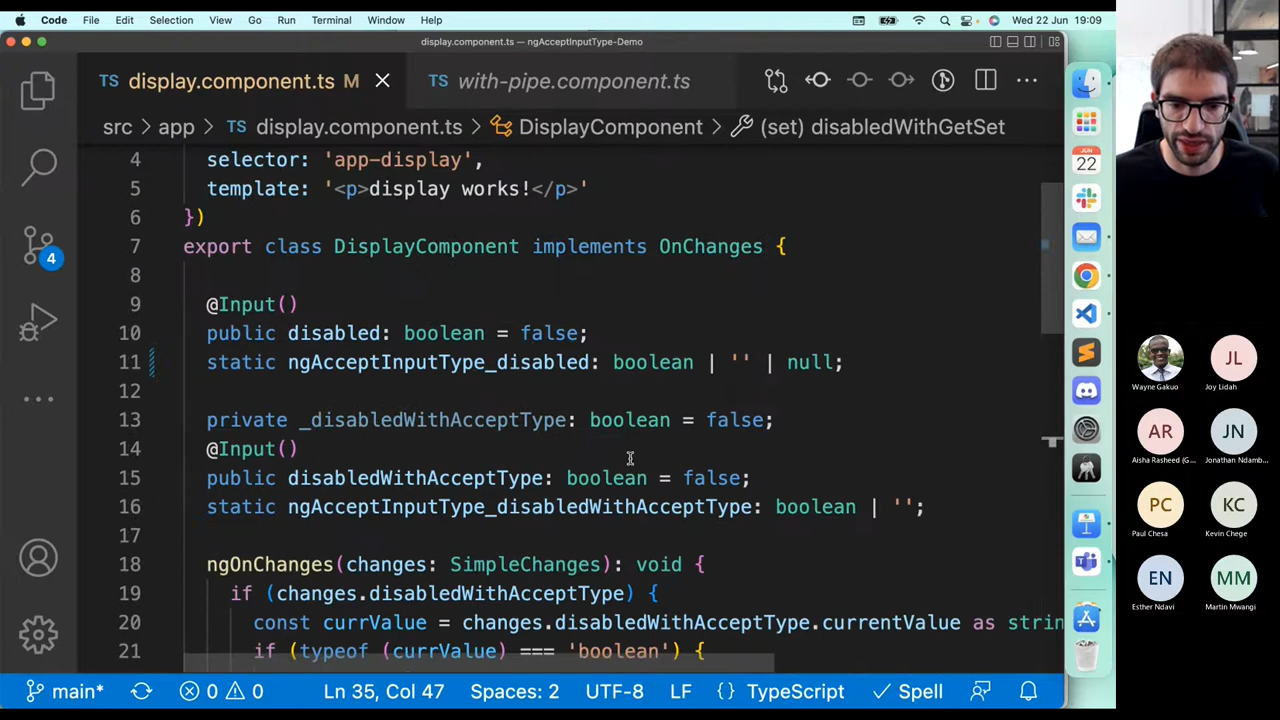 Code File Edit Selection View Go Run Terminal Window Help Wed 22 Jun 19:09
display.component.ts — ngAcceptInputType-Demo
TS display.component.ts M TS with-pipe.component.ts
src > app > TS display.component.ts > DisplayComponent > (set) disabledWithGetSet
4 selector: 'app-display',
5 template: '<p>display works!</p>'
6 })
7 export class DisplayComponent implements OnChanges {
8
9 @Input()
10 public disabled: boolean = false;
11 static ngAcceptInputType_disabled: boolean | '' | null;
12
13 private _disabledWithAcceptType: boolean = false;
14 @Input()
15 public disabledWithAcceptType: boolean = false;
16 static ngAcceptInputType_disabledWithAcceptType: boolean | '';
17
18 ngOnChanges(changes: SimpleChanges): void {
19 if (changes.disabledWithAcceptType) {
20 const currValue = changes.disabledWithAcceptType.currentValue as strin
21 if (typeof (currValue) === 'boolean') {
4
main* 0 0 Ln 35, Col 47 Spaces: 2 UTF-8 LF {} TypeScript Spell
JUN
22
JL
Wayne Gakuo Joy Lidah
AR JN
Aisha Rasheed (G... Jonathan Ndamb...
PC KC
Paul Chesa Kevin Chege
EN MM
Esther Ndavi Martin Mwangi